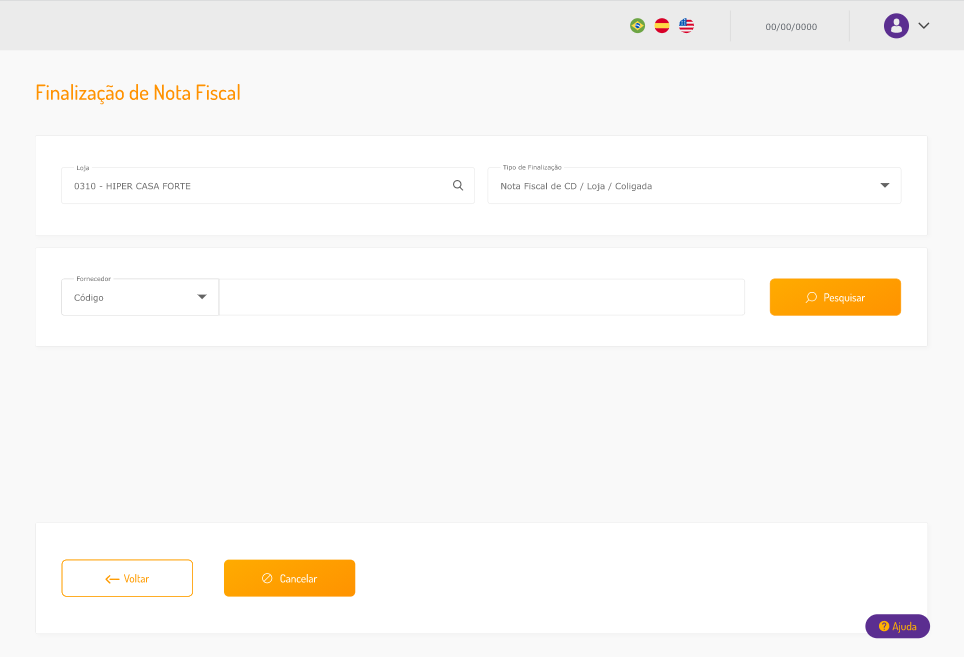 00/00/0000
Finalização de Nota Fiscal
Loja
0310 - HIPER CASA FORTE
Tipo de Finalização
Nota Fiscal de CD / Loja / Coligada
Fornecedor
Código
Pesquisar
Voltar
Cancelar
? Ajuda